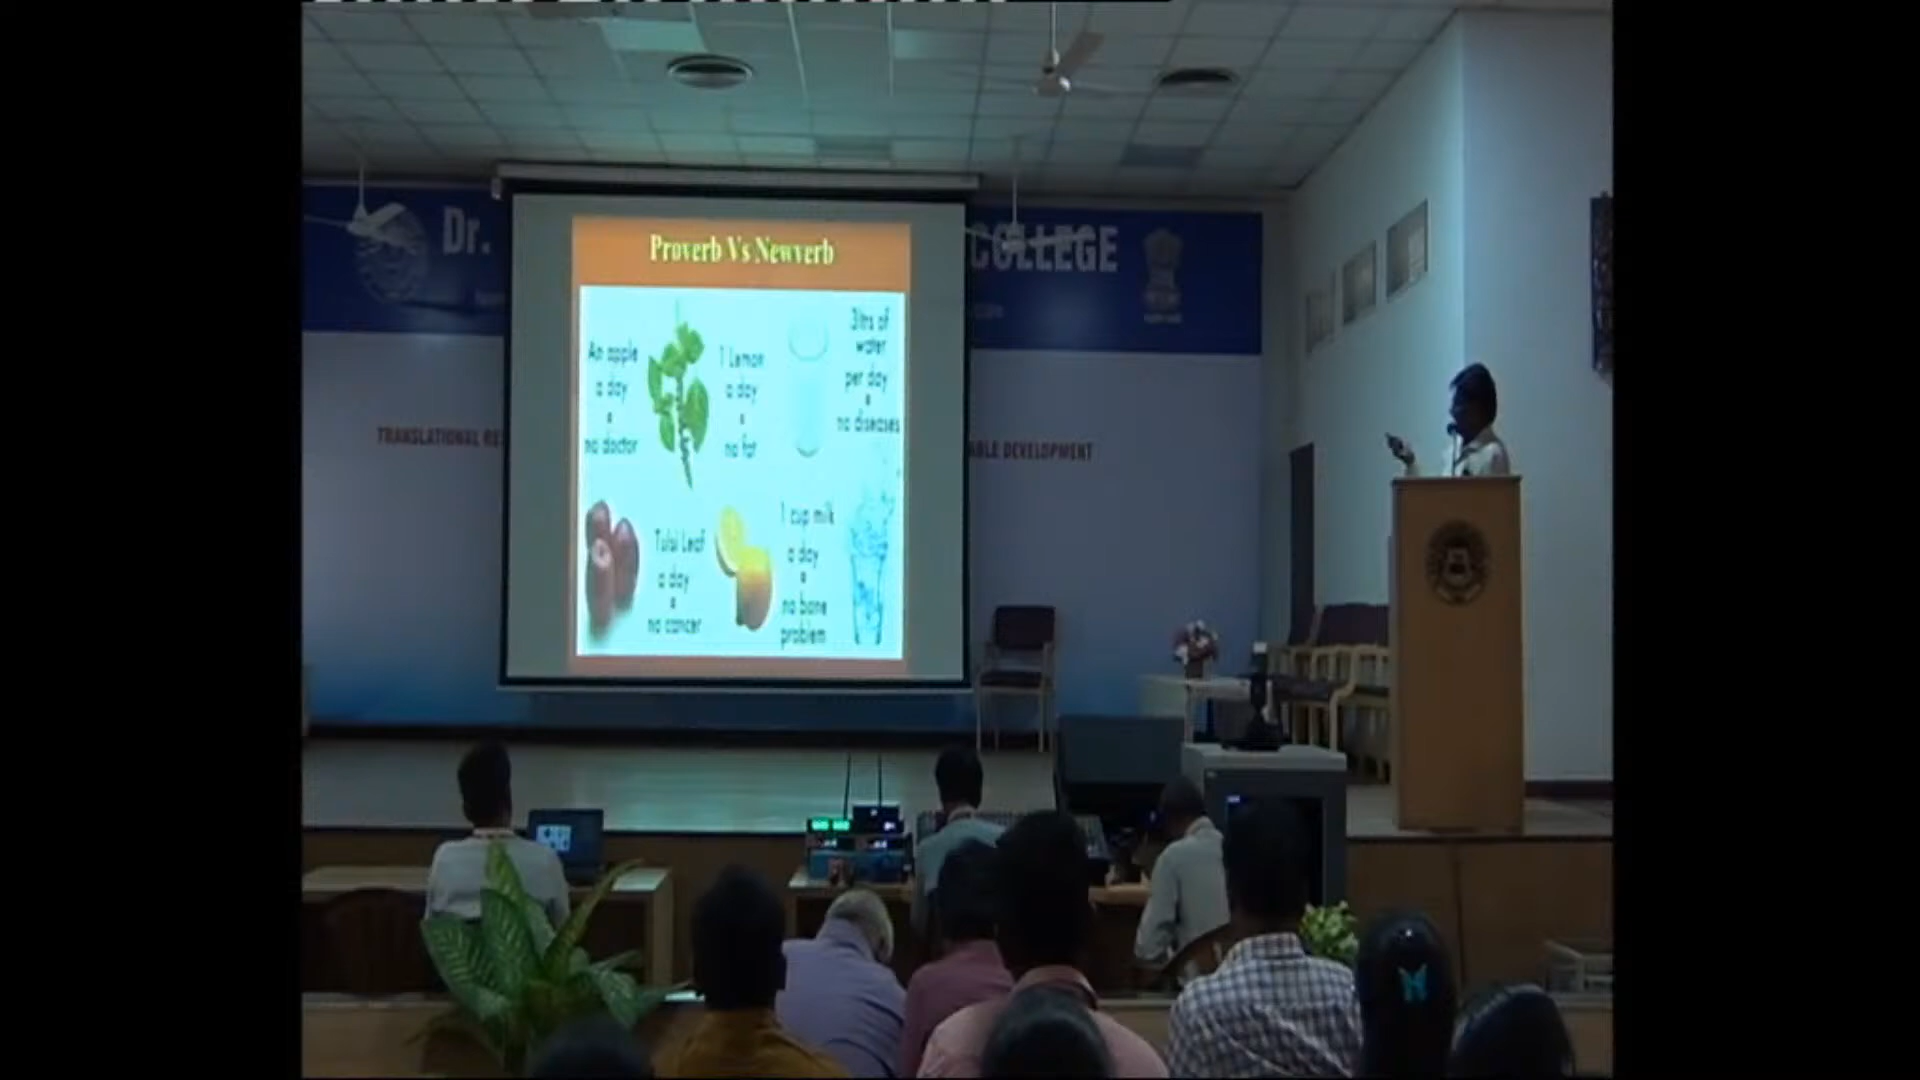 Dr.
COLLEGE
TRANSLATIONAL RE
ABLE DEVELOPMENT
Proverb Vs Newverb
An apple
a day
=
no doctor
1 Lemon
a day
=
no fat
3ltrs of
water
per day
=
no diseases
Tulsi Leaf
a day
=
no cancer
1 cup milk
a day
=
no bone
problem